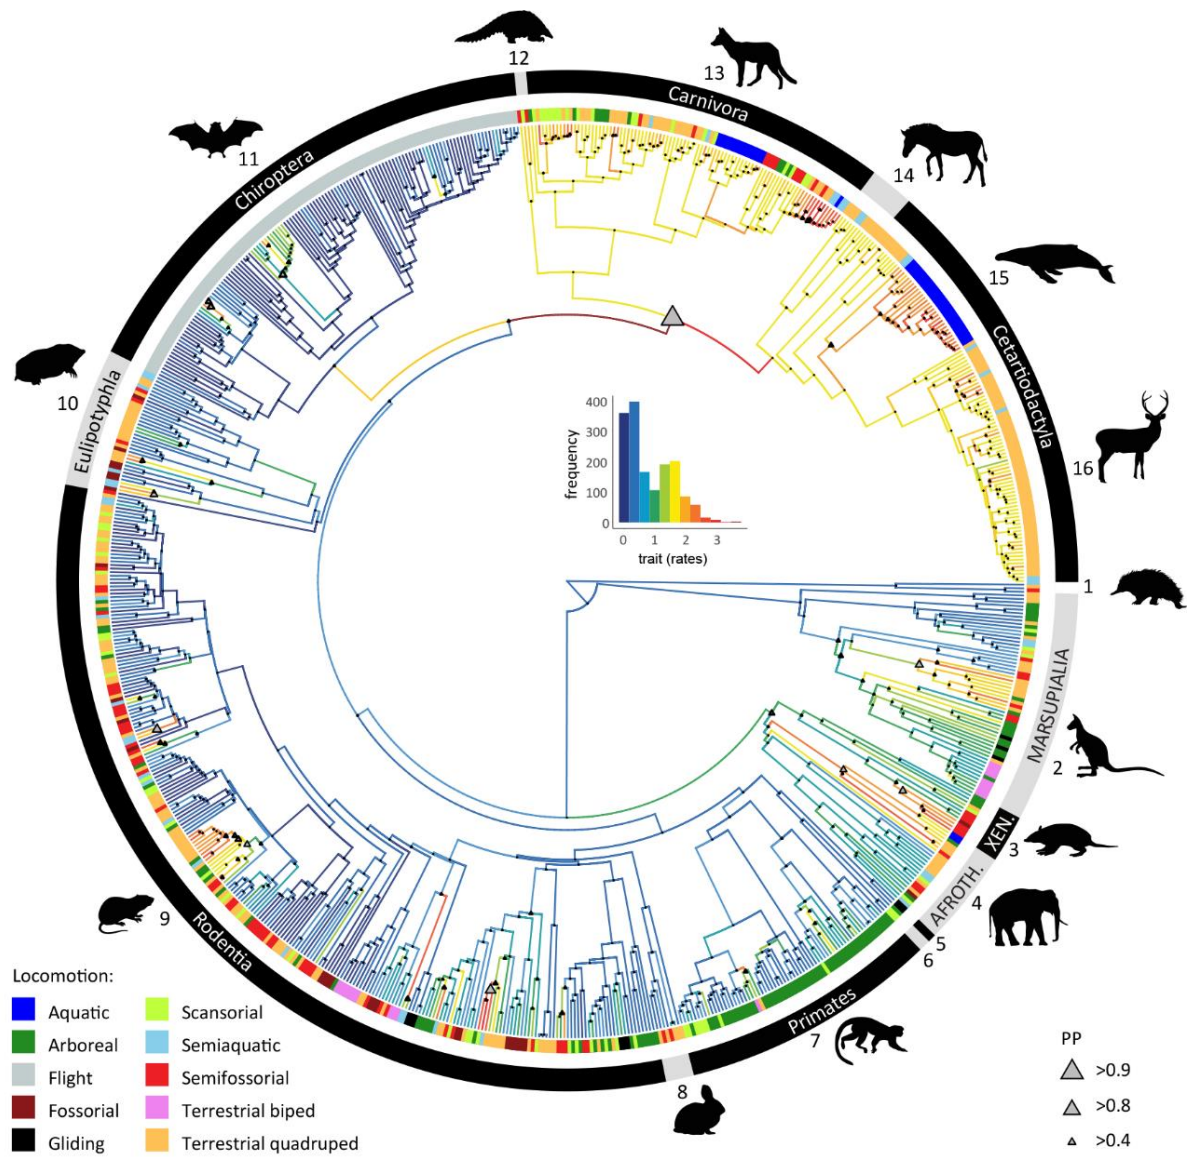 12
13
Carnivora
14
11
Chiroptera
15
Cetartiodactyla
10
Eulipotyphla
16
400
300
200
100
0
frequency
0 1 2 3
trait (rates)
1
MARSUPIALIA
2
XEN.
3
AFROTH.
4
5
6
9
Rodentia
Primates
7
8
Locomotion:
Aquatic
Arboreal
Flight
Fossorial
Gliding
Scansorial
Semiaquatic
Semifossorial
Terrestrial biped
Terrestrial quadruped
PP
>0.9
>0.8
>0.4